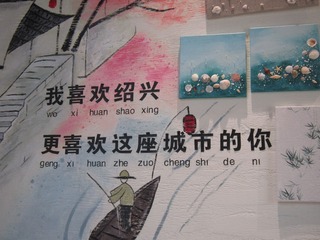 我喜欢绍兴
wo xi huan shao xing
更喜欢这座城市的你
geng xi huan zhe zuo cheng shi de ni